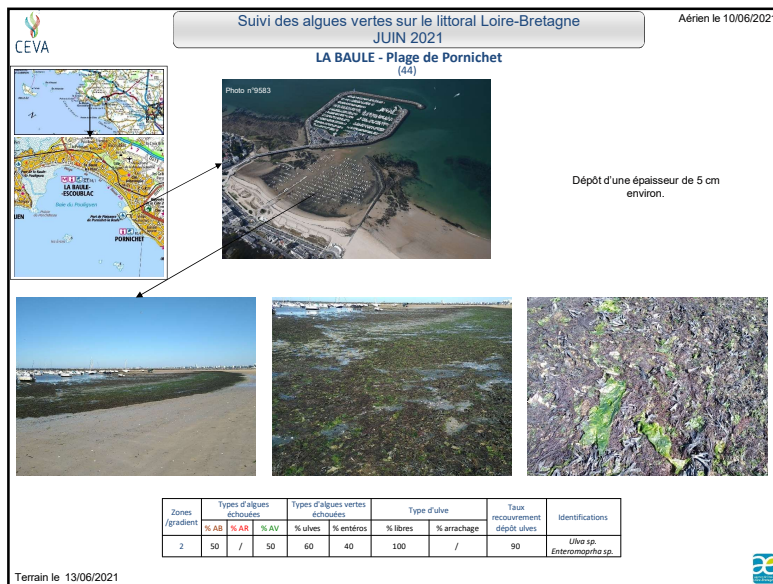 CEVA
Suivi des algues vertes sur le littoral Loire-Bretagne
JUIN 2021
Aérien le 10/06/2021
LA BAULE - Plage de Pornichet
(44)
Photo n°9583
LA BAULE-
ESCOUBLAC
Baie du Pouliguen
PORNICHET
Dépôt d'une épaisseur de 5 cm
environ.
Zones
/gradient
Types d'algues
échouées
Types d'algues vertes
échouées
Type d'ulve
Taux
recouvrement
dépôt ulves
Identifications
% AB % AR % AV % ulves % entéros % libres % arrachage
2 50 / 50 60 40 100 / 90 Ulva sp.
Enteromoprha sp.
Terrain le 13/06/2021